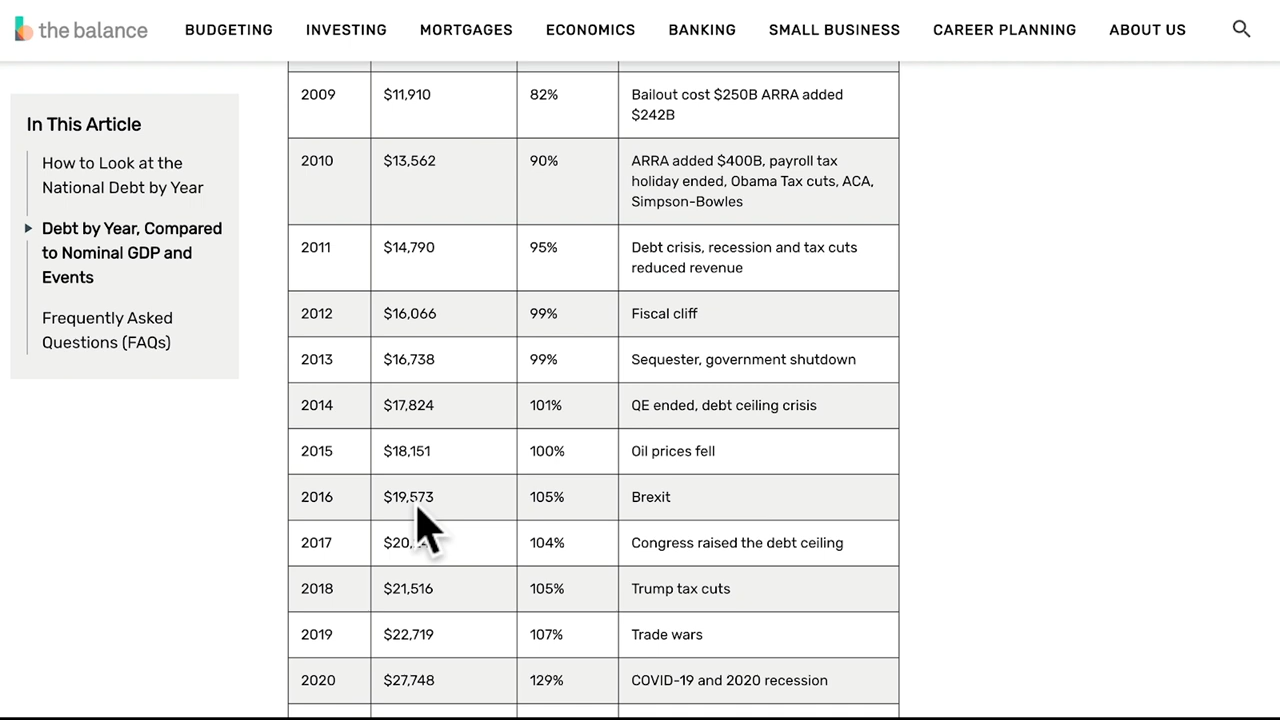 the balance BUDGETING INVESTING MORTGAGES ECONOMICS BANKING SMALL BUSINESS CAREER PLANNING ABOUT US
In This Article
How to Look at the
National Debt by Year
Debt by Year, Compared
to Nominal GDP and
Events
Frequently Asked
Questions (FAQs)
2009 $11,910 82% Bailout cost $250B ARRA added
$242B
2010 $13,562 90% ARRA added $400B, payroll tax
holiday ended, Obama Tax cuts, ACA,
Simpson-Bowles
2011 $14,790 95% Debt crisis, recession and tax cuts
reduced revenue
2012 $16,066 99% Fiscal cliff
2013 $16,738 99% Sequester, government shutdown
2014 $17,824 101% QE ended, debt ceiling crisis
2015 $18,151 100% Oil prices fell
2016 $19,573 105% Brexit
2017 104% Congress raised the debt ceiling
2018 $21,516 105% Trump tax cuts
2019 $22,719 107% Trade wars
2020 $27,748 129% COVID-19 and 2020 recession